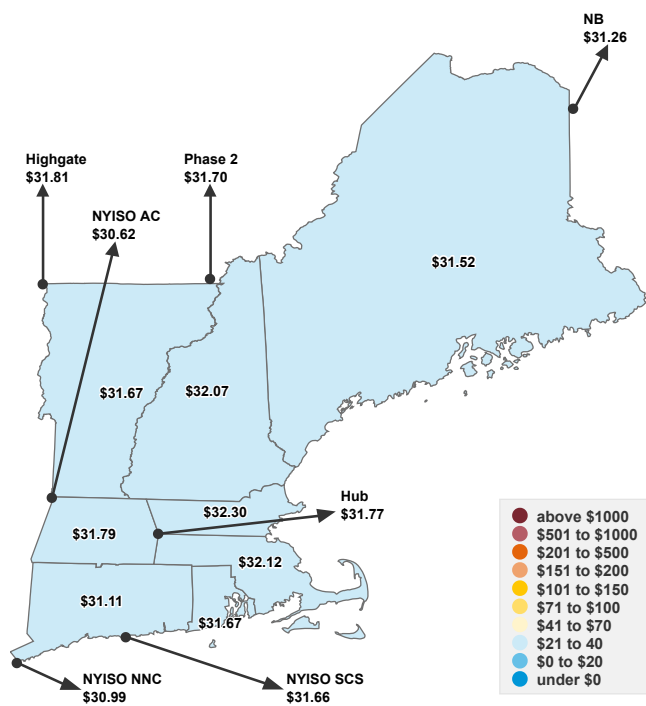 NB
$31.26
Highgate
$31.81
Phase 2
$31.70
NYISO AC
$30.62
$31.52
$31.67
$32.07
Hub
$31.77
$32.30
$31.79
$32.12
$31.11
$31.67
NYISO NNC
$30.99
NYISO SCS
$31.66
above $1000
$501 to $1000
$201 to $500
$151 to $200
$101 to $150
$71 to $100
$41 to $70
$21 to 40
$0 to $20
under $0